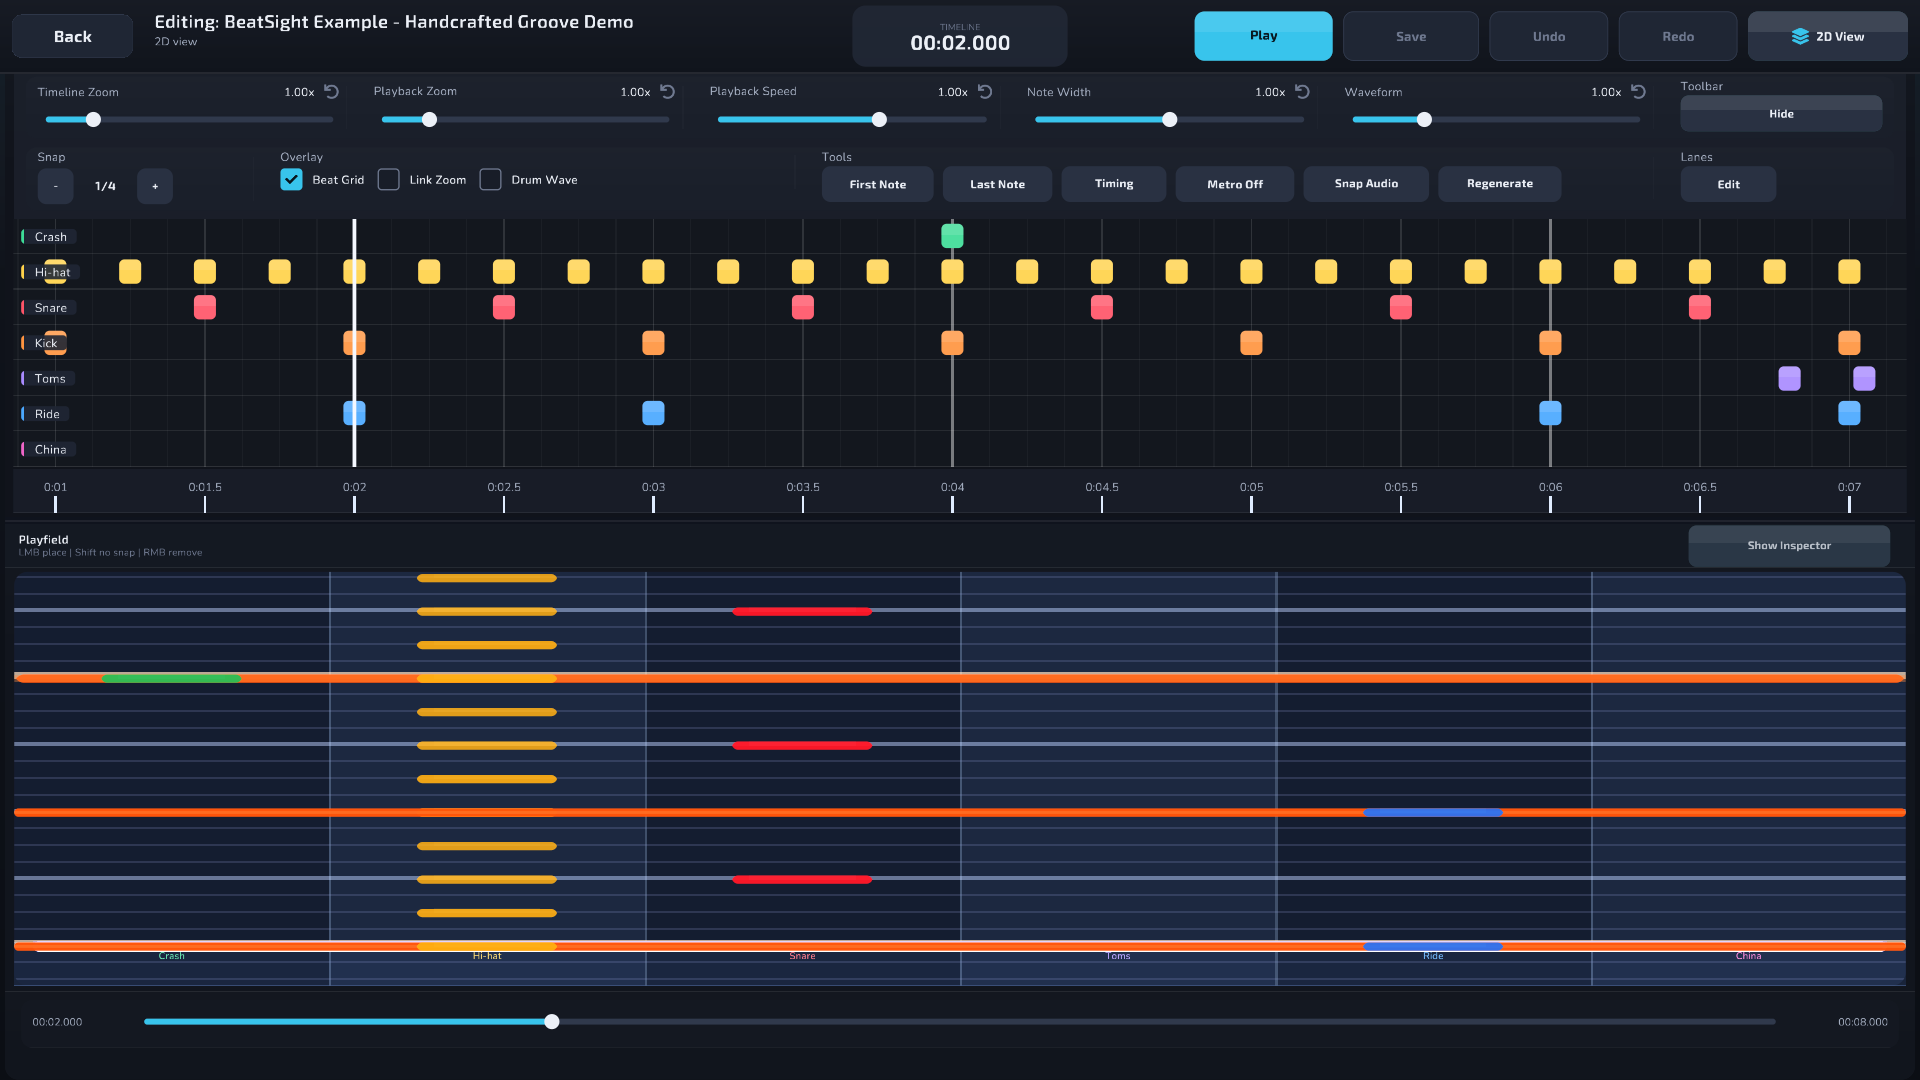 Back
Editing: BeatSight Example - Handcrafted Groove Demo
2D view
TIMELINE
00:02.000
Play
Save
Undo
Redo
2D View
Timeline Zoom
1.00x
Playback Zoom
1.00x
Playback Speed
1.00x
Note Width
1.00x
Waveform
1.00x
Toolbar
Hide
Snap
-
1/4
+
Overlay
Beat Grid
Link Zoom
Drum Wave
Tools
First Note
Last Note
Timing
Metro Off
Snap Audio
Regenerate
Lanes
Edit
Crash
Hi-hat
Snare
Kick
Toms
Ride
China
0:01
0:01.5
0:02
0:02.5
0:03
0:03.5
0:04
0:04.5
0:05
0:05.5
0:06
0:06.5
0:07
Playfield
LMB place | Shift no snap | RMB remove
Show Inspector
Crash
Hi-hat
Snare
Toms
Ride
China
00:02.000
00:08.000